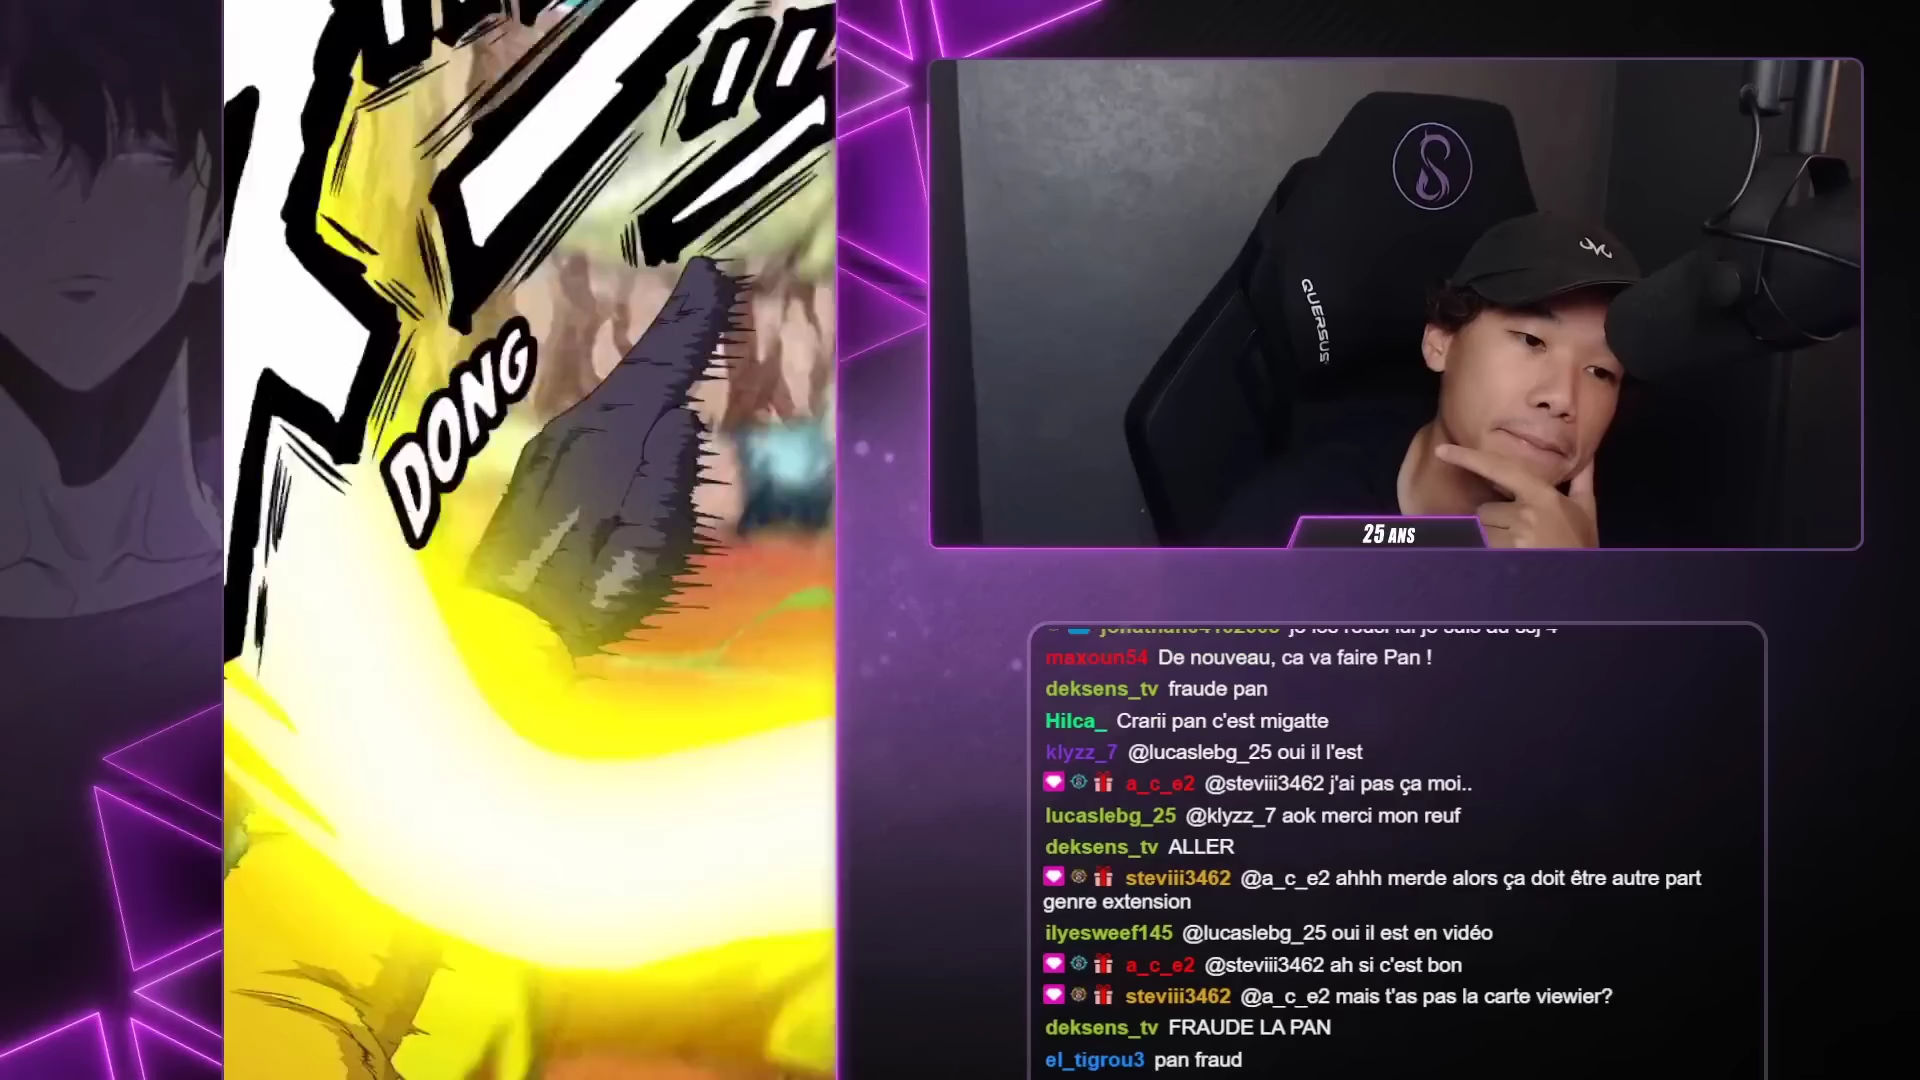 DONG
QUERSUS
25 ANS
maxoun54 De nouveau, ca va faire Pan !
deksens_tv fraude pan
Hilca_ Crarii pan c'est migatte
klyzz_7 @lucaslebg_25 oui il l'est
a_c_e2 @steviii3462 j'ai pas ça moi..
lucaslebg_25 @klyzz_7 aok merci mon reuf
deksens_tv ALLER
steviii3462 @a_c_e2 ahhh merde alors ça doit être autre part
genre extension
ilyesweef145 @lucaslebg_25 oui il est en vidéo
a_c_e2 @steviii3462 ah si c'est bon
steviii3462 @a_c_e2 mais t'as pas la carte viewier?
deksens_tv FRAUDE LA PAN
el_tigrou3 pan fraud